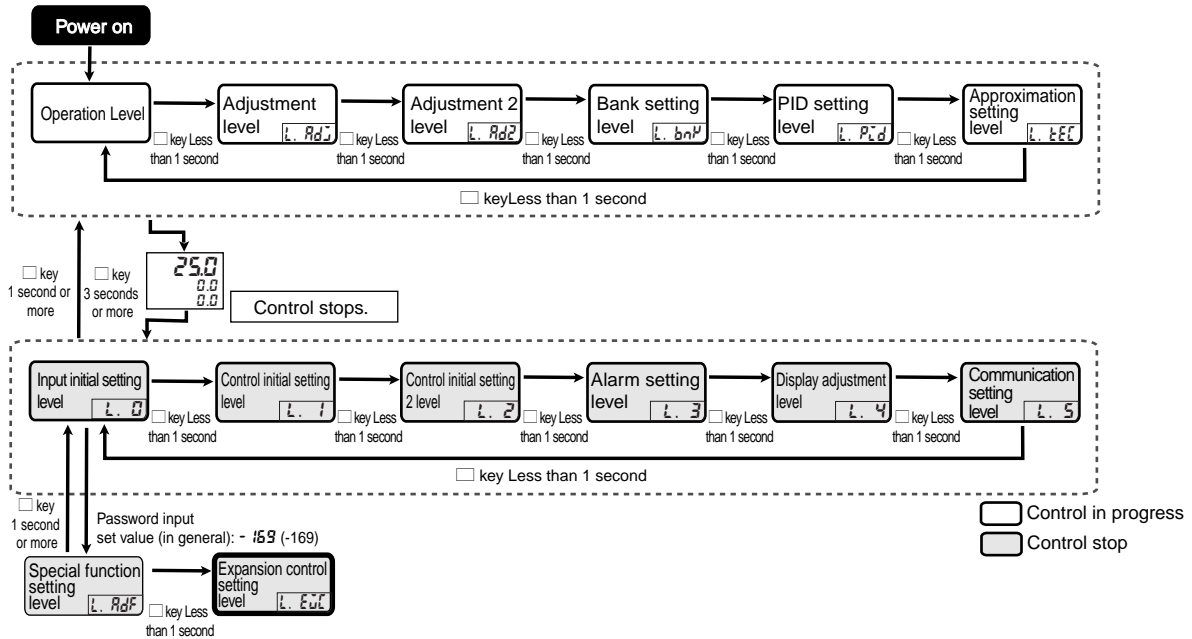 Power on
Operation Level
Adjustment
level
L. Adj
Adjustment 2
level
L. Ad2
Bank setting
level
L. bnk
PID setting
level
L. Pid
Approximation
setting
level
L. tEC
□ key Less
than 1 second
□ key Less
than 1 second
□ key Less
than 1 second
□ key Less
than 1 second
□ key Less
than 1 second
□ keyLess than 1 second
□ key
1 second or
more
□ key
3 seconds
or more
25.0
0.0
0.0
Control stops.
Input initial setting
level
L. 0
Control initial setting
level
L. 1
Control initial setting
2 level
L. 2
Alarm setting
level
L. 3
Display adjustment
level
L. 4
Communication
setting
level
L. 5
□ key Less
than 1 second
□ key Less
than 1 second
□ key Less
than 1 second
□ key Less
than 1 second
□ key Less
than 1 second
□ key Less than 1 second
□ key
1 second
or more
Password input
set value (in general): - 169 (-169)
Control in progress
Control stop
Special function
setting
level
L. AdF
□ key Less
than 1 second
Expansion control
setting
level
L. EJC